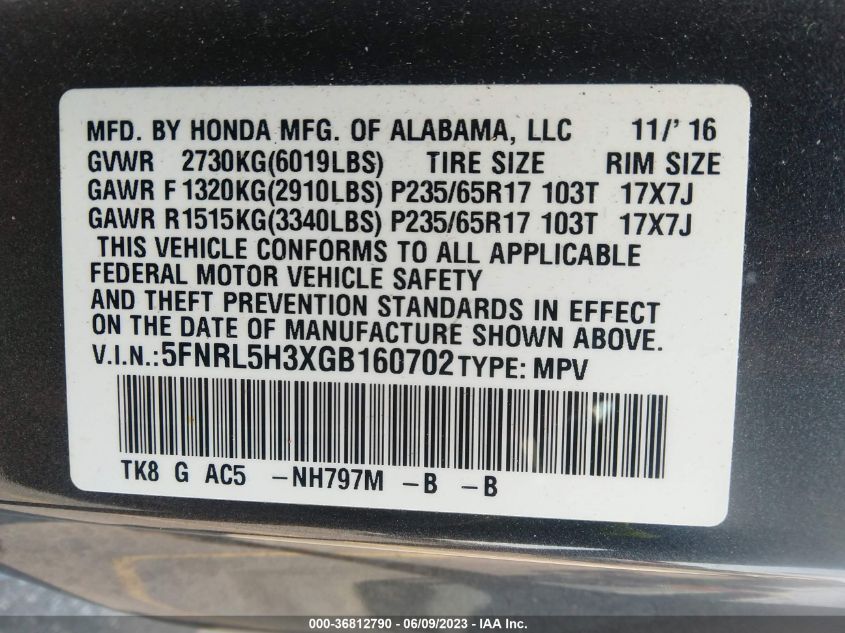 MFD. BY HONDA MFG. OF ALABAMA, LLC 11/' 16
GVWR 2730KG(6019LBS) TIRE SIZE RIM SIZE
GAWR F 1320KG(2910LBS) P235/65R17 103T 17X7J
GAWR R1515KG(3340LBS) P235/65R17 103T 17X7J
THIS VEHICLE CONFORMS TO ALL APPLICABLE
FEDERAL MOTOR VEHICLE SAFETY
AND THEFT PREVENTION STANDARDS IN EFFECT
ON THE DATE OF MANUFACTURE SHOWN ABOVE.
V.I.N.:5FNRL5H3XGB160702 TYPE: MPV
TK8 G AC5 -NH797M -B -B
000-36812790 - 06/09/2023 - IAA Inc.